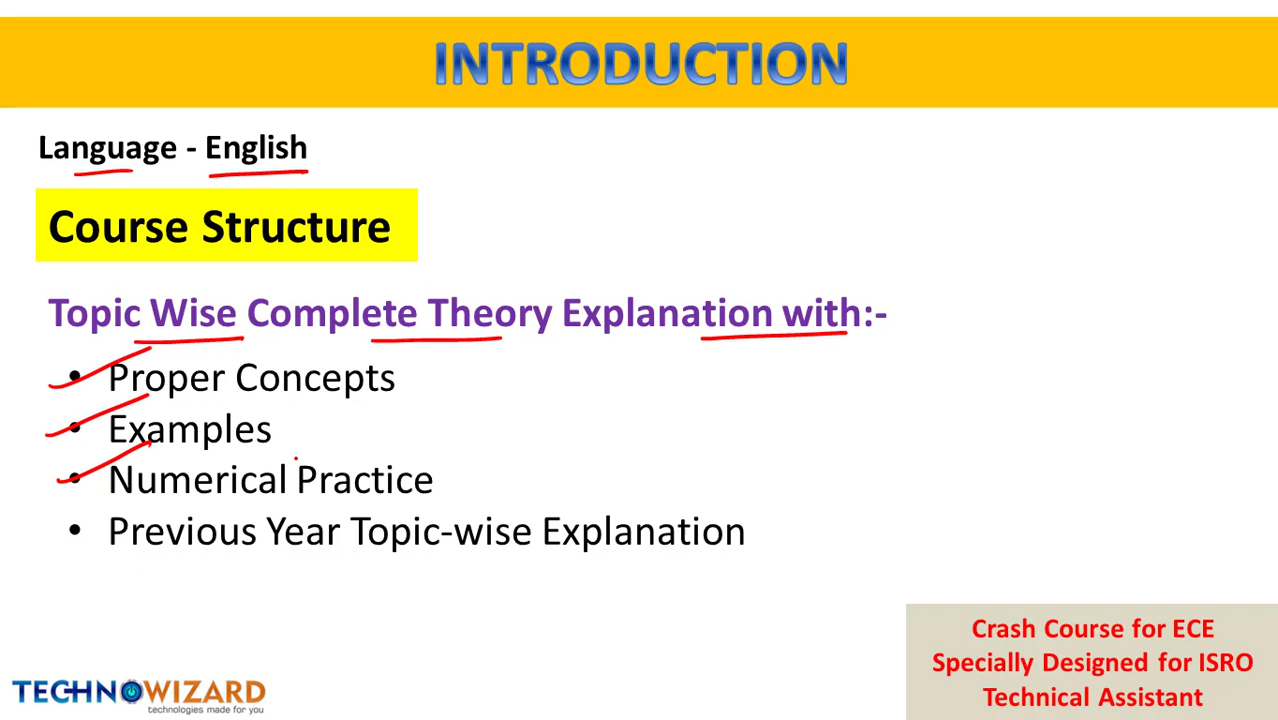 INTRODUCTION
Language - English
Course Structure
Topic Wise Complete Theory Explanation with:-
• Proper Concepts
• Examples
• Numerical Practice
• Previous Year Topic-wise Explanation
Crash Course for ECE
Specially Designed for ISRO
Technical Assistant
TECHNOWIZARD
technologies made for you